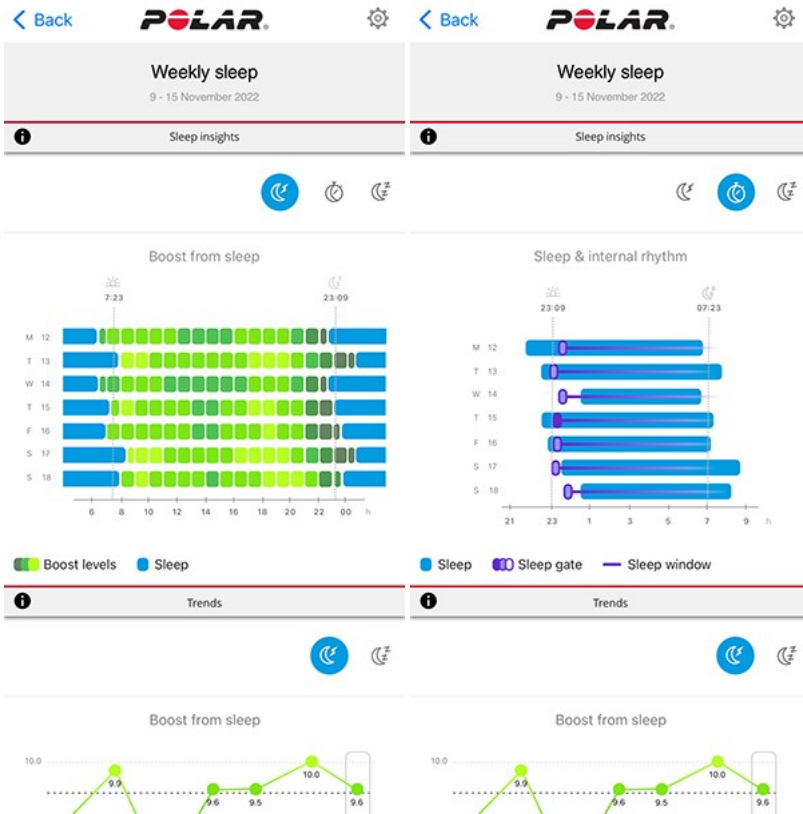 Back POLAR.
Weekly sleep
9 - 15 November 2022
Sleep insights
Boost from sleep
7:23 23:09
M 12
T 13
W 14
T 15
F 16
S 17
S 18
6 8 10 12 14 16 18 20 22 00 h
Boost levels Sleep
Trends
Boost from sleep
10.0
9.9 9.6 9.5 10.0 9.6
Back POLAR.
Weekly sleep
9 - 15 November 2022
Sleep insights
Sleep & internal rhythm
23:09 07:23
M 12
T 13
W 14
T 15
F 16
S 17
S 18
21 23 1 3 5 7 9 h
Sleep Sleep gate Sleep window
Trends
Boost from sleep
10.0
9.9 9.6 9.5 10.0 9.6